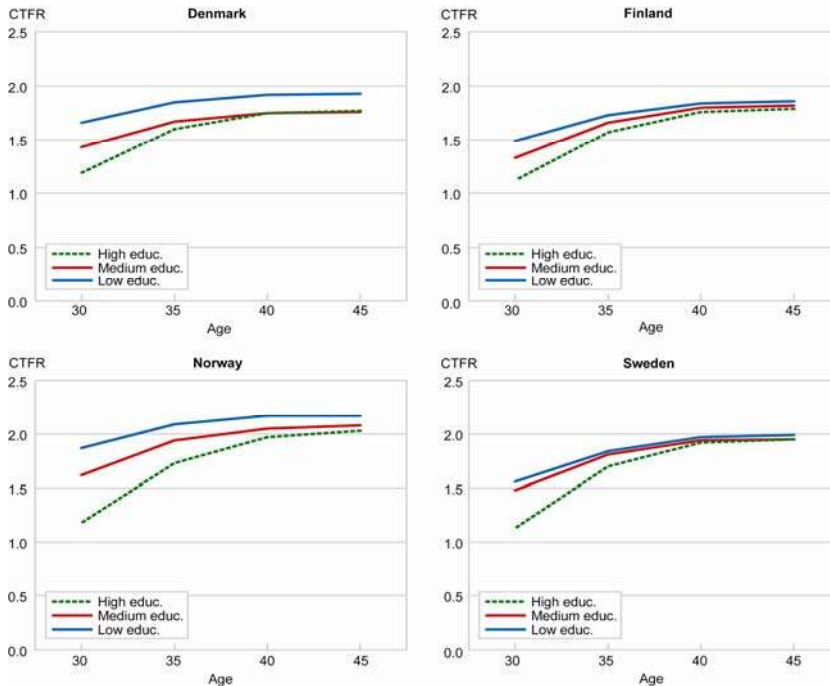 CTFR
Denmark
2.5
2.0
1.5
1.0
0.5
0.0
High educ.
Medium educ.
Low educ.
30 35 40 45
Age
CTFR
Finland
2.5
2.0
1.5
1.0
0.5
0.0
High educ.
Medium educ.
Low educ.
30 35 40 45
Age
CTFR
Norway
2.5
2.0
1.5
1.0
0.5
0.0
High educ.
Medium educ.
Low educ.
30 35 40 45
Age
CTFR
Sweden
2.5
2.0
1.5
1.0
0.5
0.0
High educ.
Medium educ.
Low educ.
30 35 40 45
Age